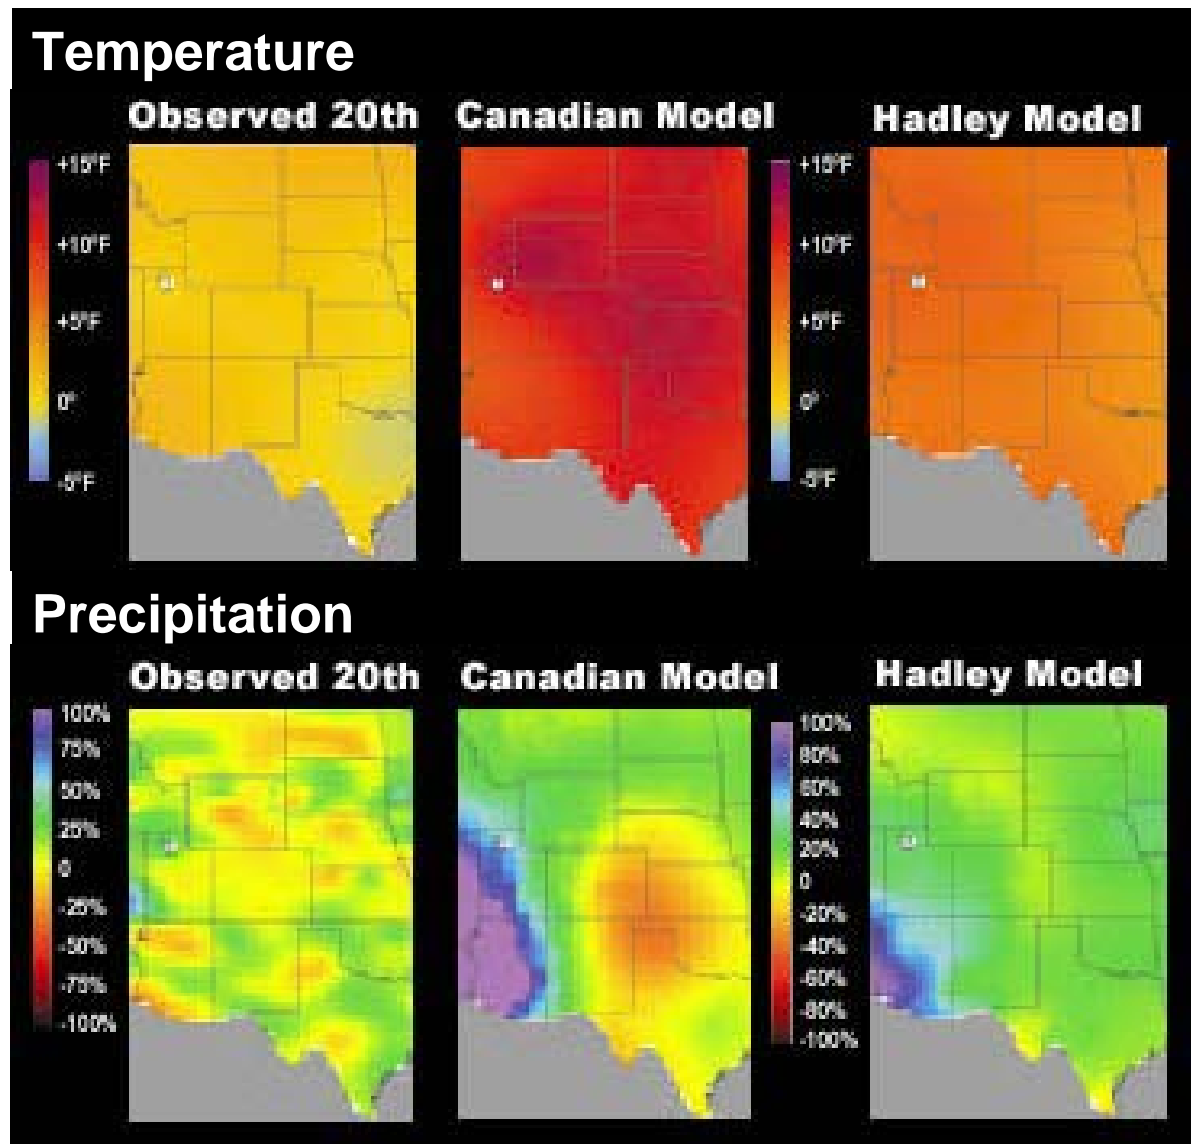 Temperature
Observed 20th
Canadian Model
Hadley Model
+15°F
+10°F
+5°F
0°
-5°F
+15°F
+10°F
+5°F
0°
-5°F
Precipitation
Observed 20th
Canadian Model
Hadley Model
100%
75%
50%
25%
0
-25%
-50%
-75%
-100%
100%
80%
60%
40%
20%
0
-20%
-40%
-60%
-80%
-100%